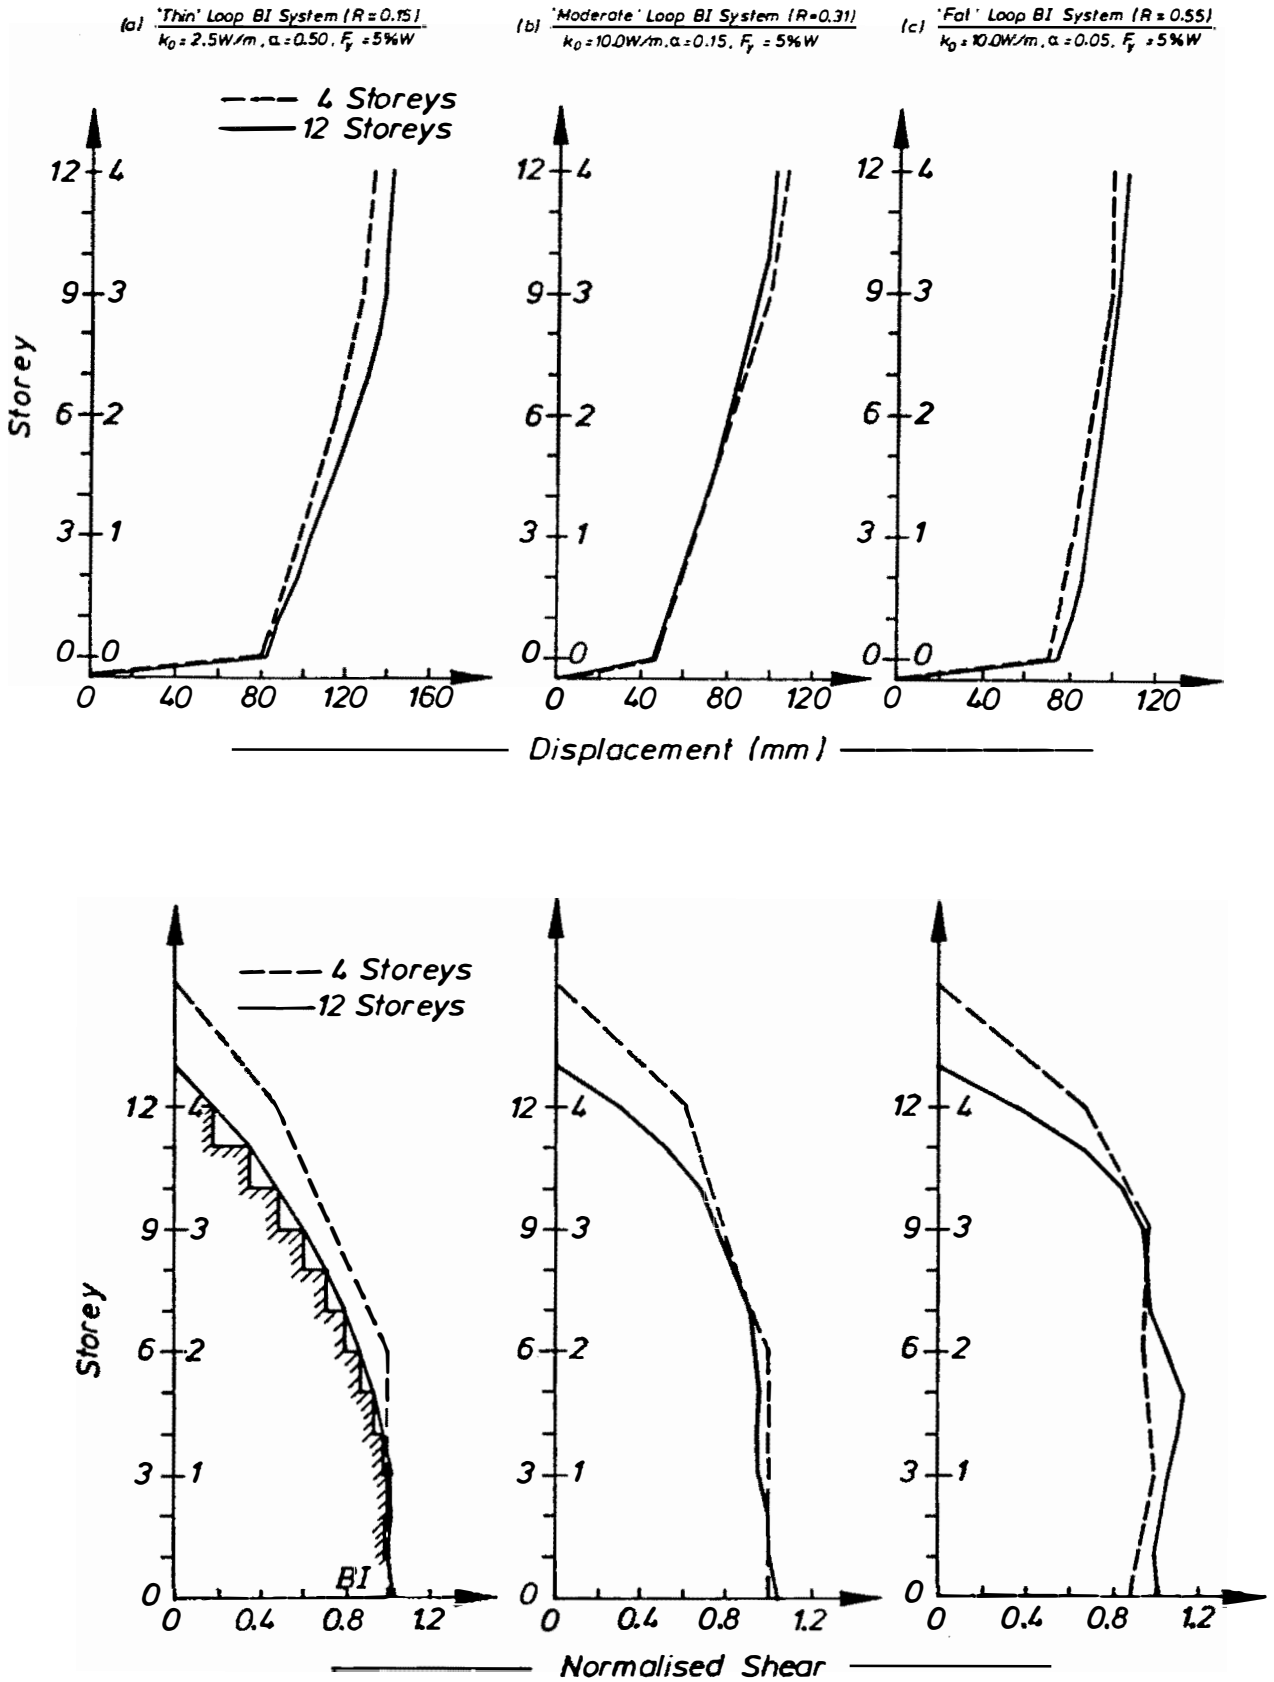 (a) 'Thin' Loop BI System (R = 0.15)
k₀ = 2.5W/m, α = 0.50, Fᵧ = 5%W
(b) 'Moderate' Loop BI System (R=0.31)
k₀ = 10.0W/m, α = 0.15, Fᵧ = 5%W
(c) 'Fat' Loop BI System (R = 0.55)
k₀ = 10.0W/m, α = 0.05, Fᵧ = 5%W
4 Storeys
12 Storeys
12 4 12 4 12 4
9 3 9 3 9 3
Storey
6 2 6 2 6 2
3 1 3 1 3 1
0 0 0 0 0 0
0 40 80 120 160 0 40 80 120 0 40 80 120
Displacement (mm)
4 Storeys
12 Storeys
12 4 12 4 12 4
9 3 9 3 9 3
Storey
6 2 6 2 6 2
3 1 3 1 3 1
BI
0 0 0
0 0.4 0.8 1.2 0 0.4 0.8 1.2 0 0.4 0.8 1.2
Normalised Shear